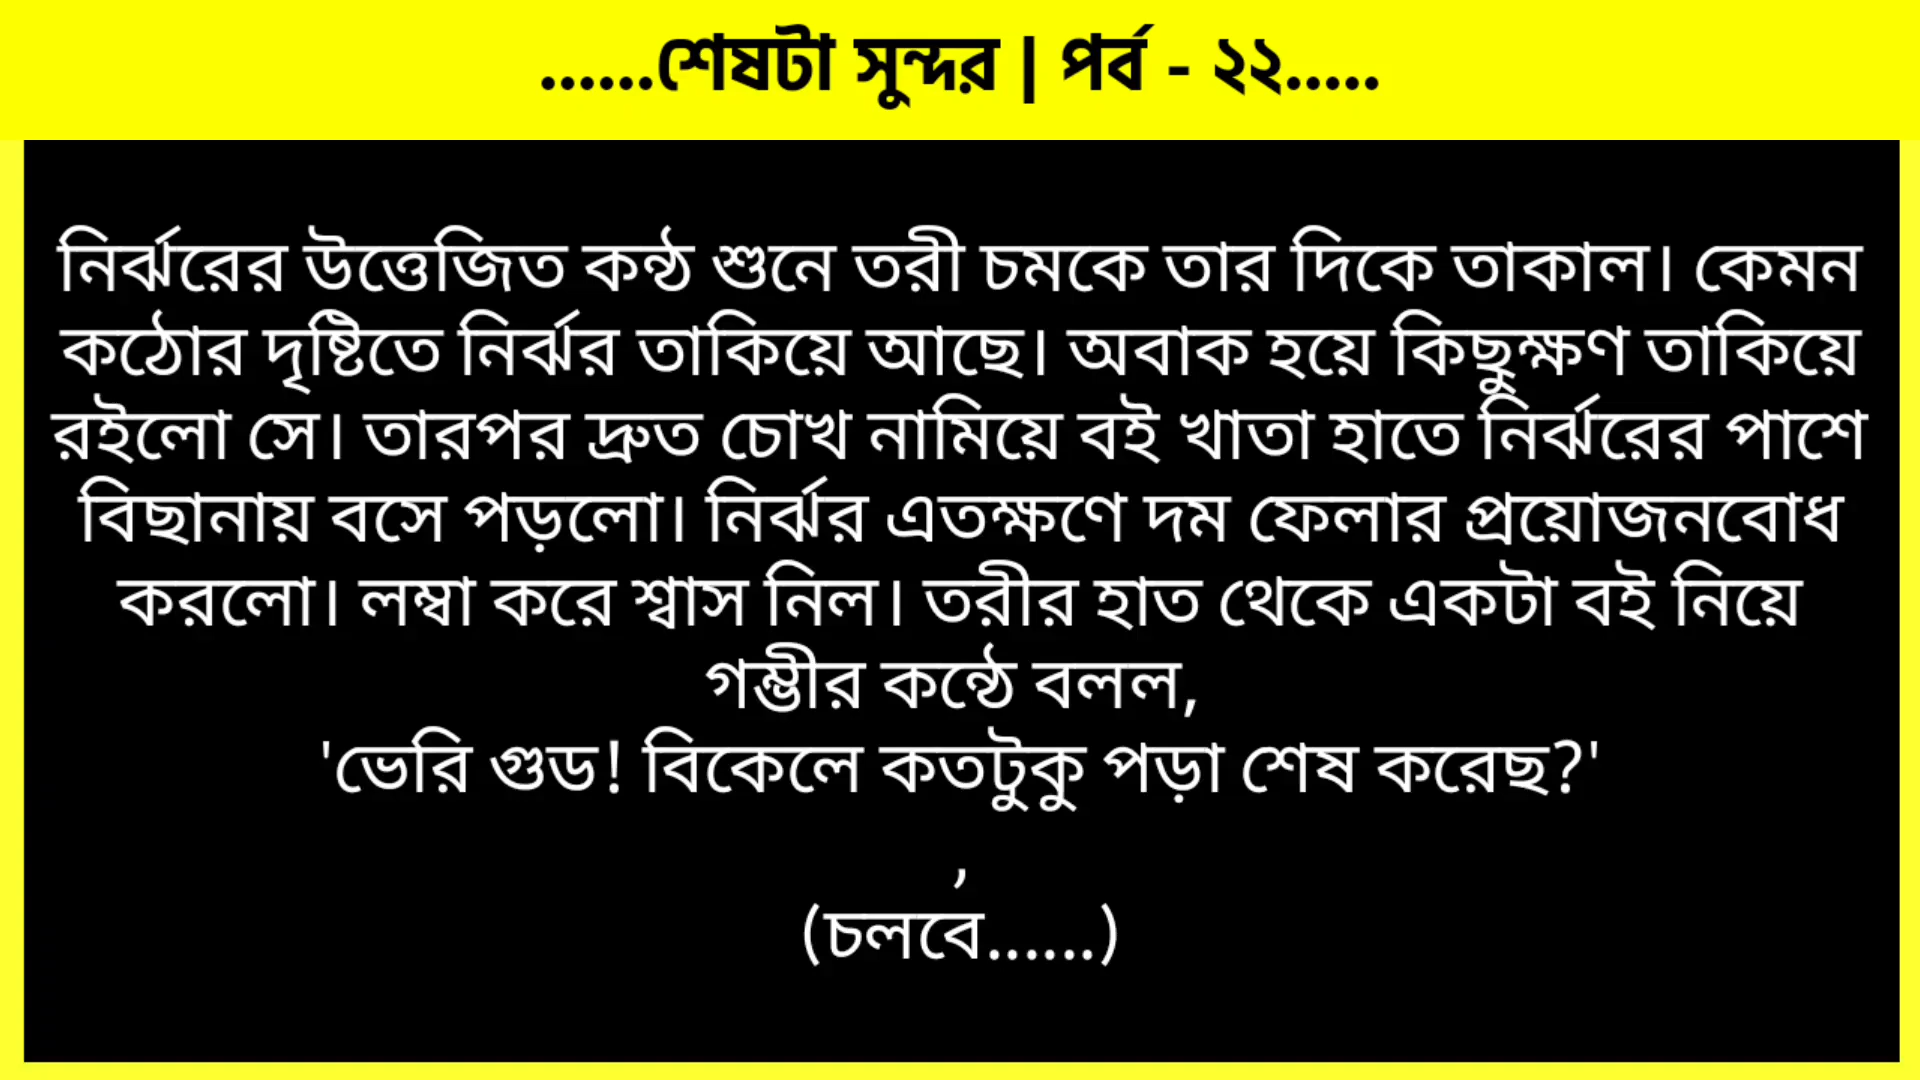 ......শেষটা সুন্দর | পর্ব - ২২.....
নির্ঝরের উত্তেজিত কন্ঠ শুনে তরী চমকে তার দিকে তাকাল। কেমন
কঠোর দৃষ্টিতে নির্ঝর তাকিয়ে আছে। অবাক হয়ে কিছুক্ষণ তাকিয়ে
রইলো সে। তারপর দ্রুত চোখ নামিয়ে বই খাতা হাতে নির্ঝরের পাশে
বিছানায় বসে পড়লো। নির্ঝর এতক্ষণে দম ফেলার প্রয়োজনবোধ
করলো। লম্বা করে শ্বাস নিল। তরীর হাত থেকে একটা বই নিয়ে
গম্ভীর কন্ঠে বলল,
'ভেরি গুড! বিকেলে কতটুকু পড়া শেষ করেছ?'
,
(চলবে......)